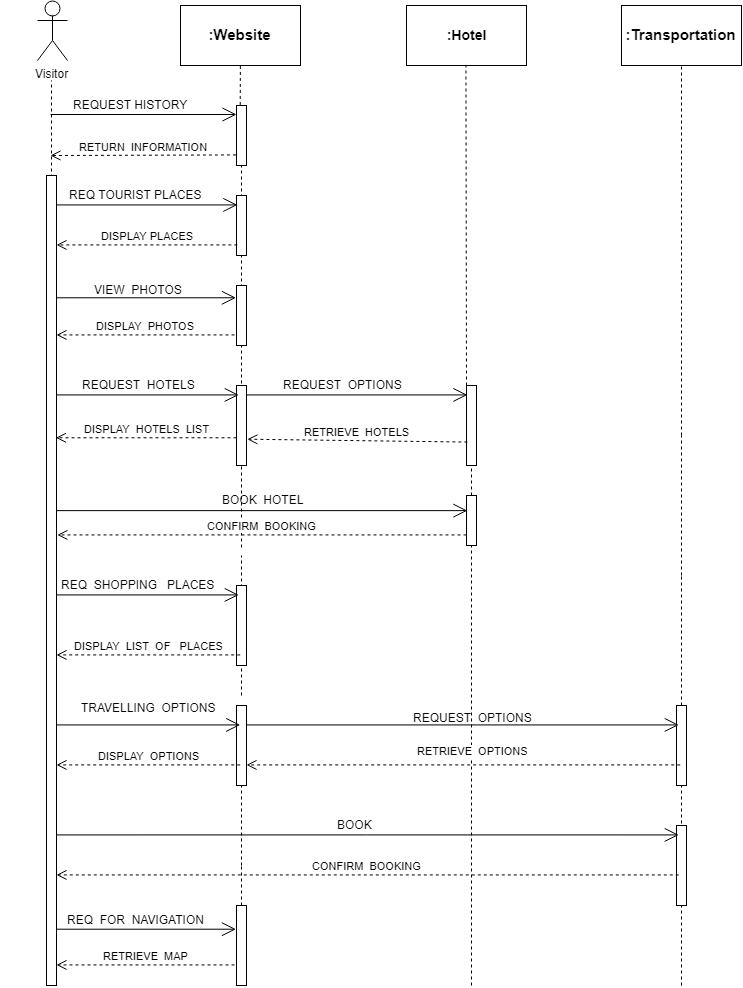 :Website
:Hotel
:Transportation
Visitor
REQUEST HISTORY
RETURN INFORMATION
REQ TOURIST PLACES
DISPLAY PLACES
VIEW PHOTOS
DISPLAY PHOTOS
REQUEST HOTELS
REQUEST OPTIONS
DISPLAY HOTELS LIST
RETRIEVE HOTELS
BOOK HOTEL
CONFIRM BOOKING
REQ SHOPPING PLACES
DISPLAY LIST OF PLACES
TRAVELLING OPTIONS
REQUEST OPTIONS
DISPLAY OPTIONS
RETRIEVE OPTIONS
BOOK
CONFIRM BOOKING
REQ FOR NAVIGATION
RETRIEVE MAP